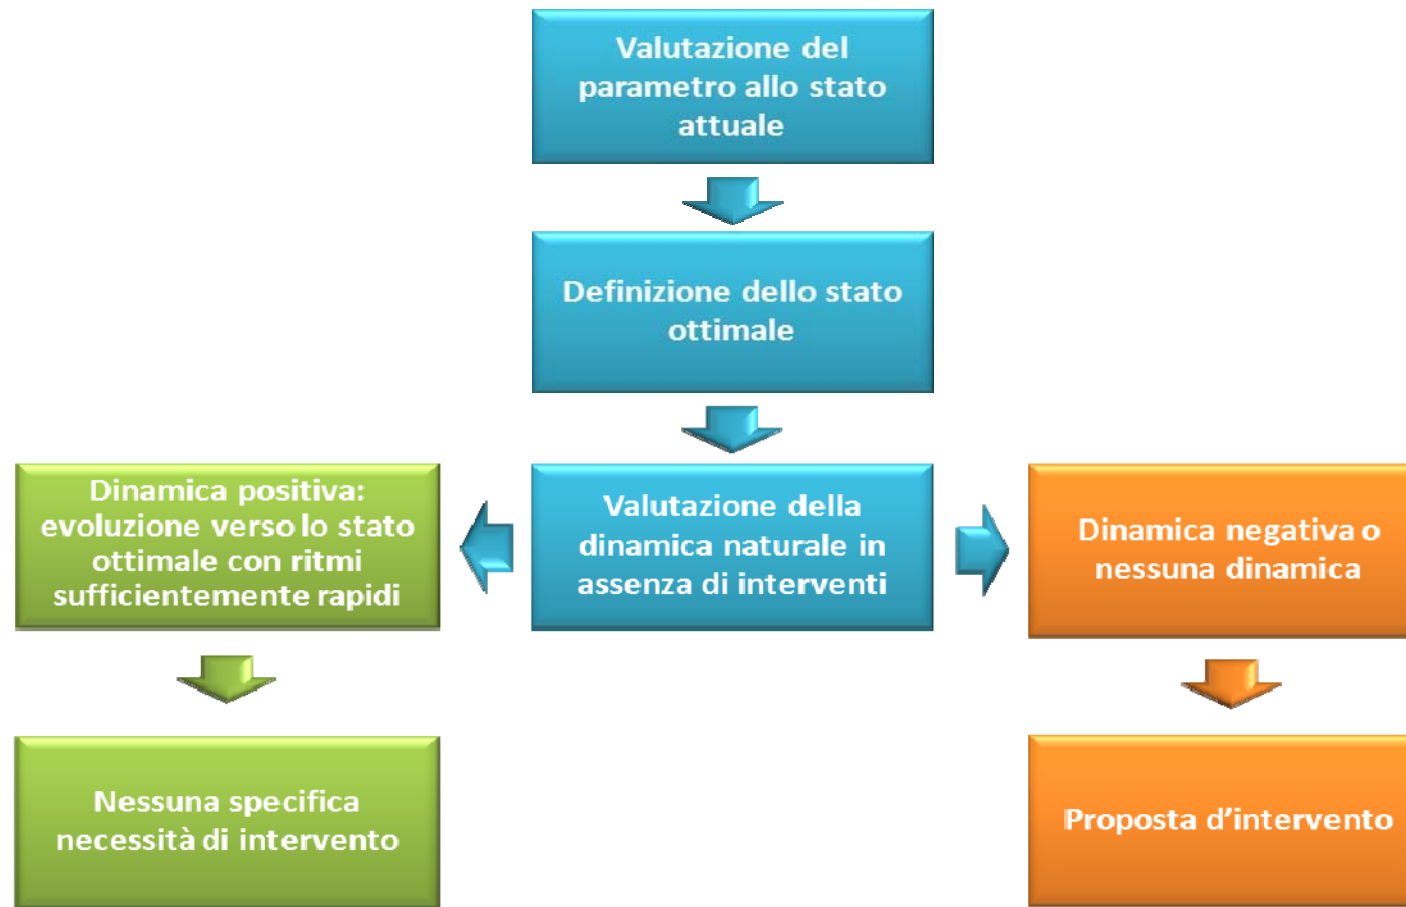 Valutazione del
parametro allo stato
attuale
Definizione dello stato
ottimale
Dinamica positiva:
evoluzione verso lo stato
ottimale con ritmi
sufficientemente rapidi
Valutazione della
dinamica naturale in
assenza di interventi
Dinamica negativa o
nessuna dinamica
Nessuna specifica
necessità di intervento
Proposta d’intervento